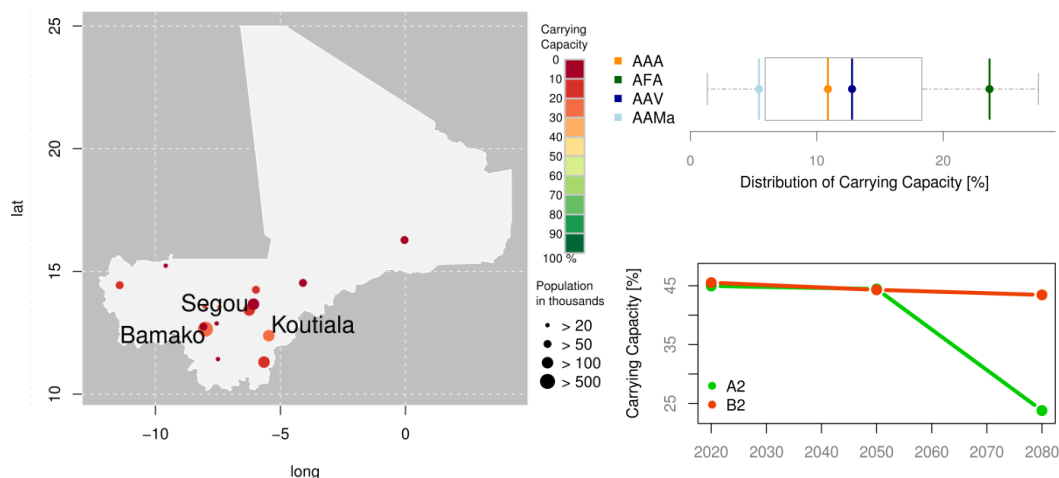 25
20
15
10
lat
−10
−5
0
long
Segou
Bamako
Koutiala
Carrying
Capacity
0
10
20
30
40
50
60
70
80
90
100 %
Population
in thousands
> 20
> 50
> 100
> 500
AAA
AFA
AAV
AAMa
0
10
20
Distribution of Carrying Capacity [%]
Carrying Capacity [%]
45
35
25
A2
B2
2020
2030
2040
2050
2060
2070
2080